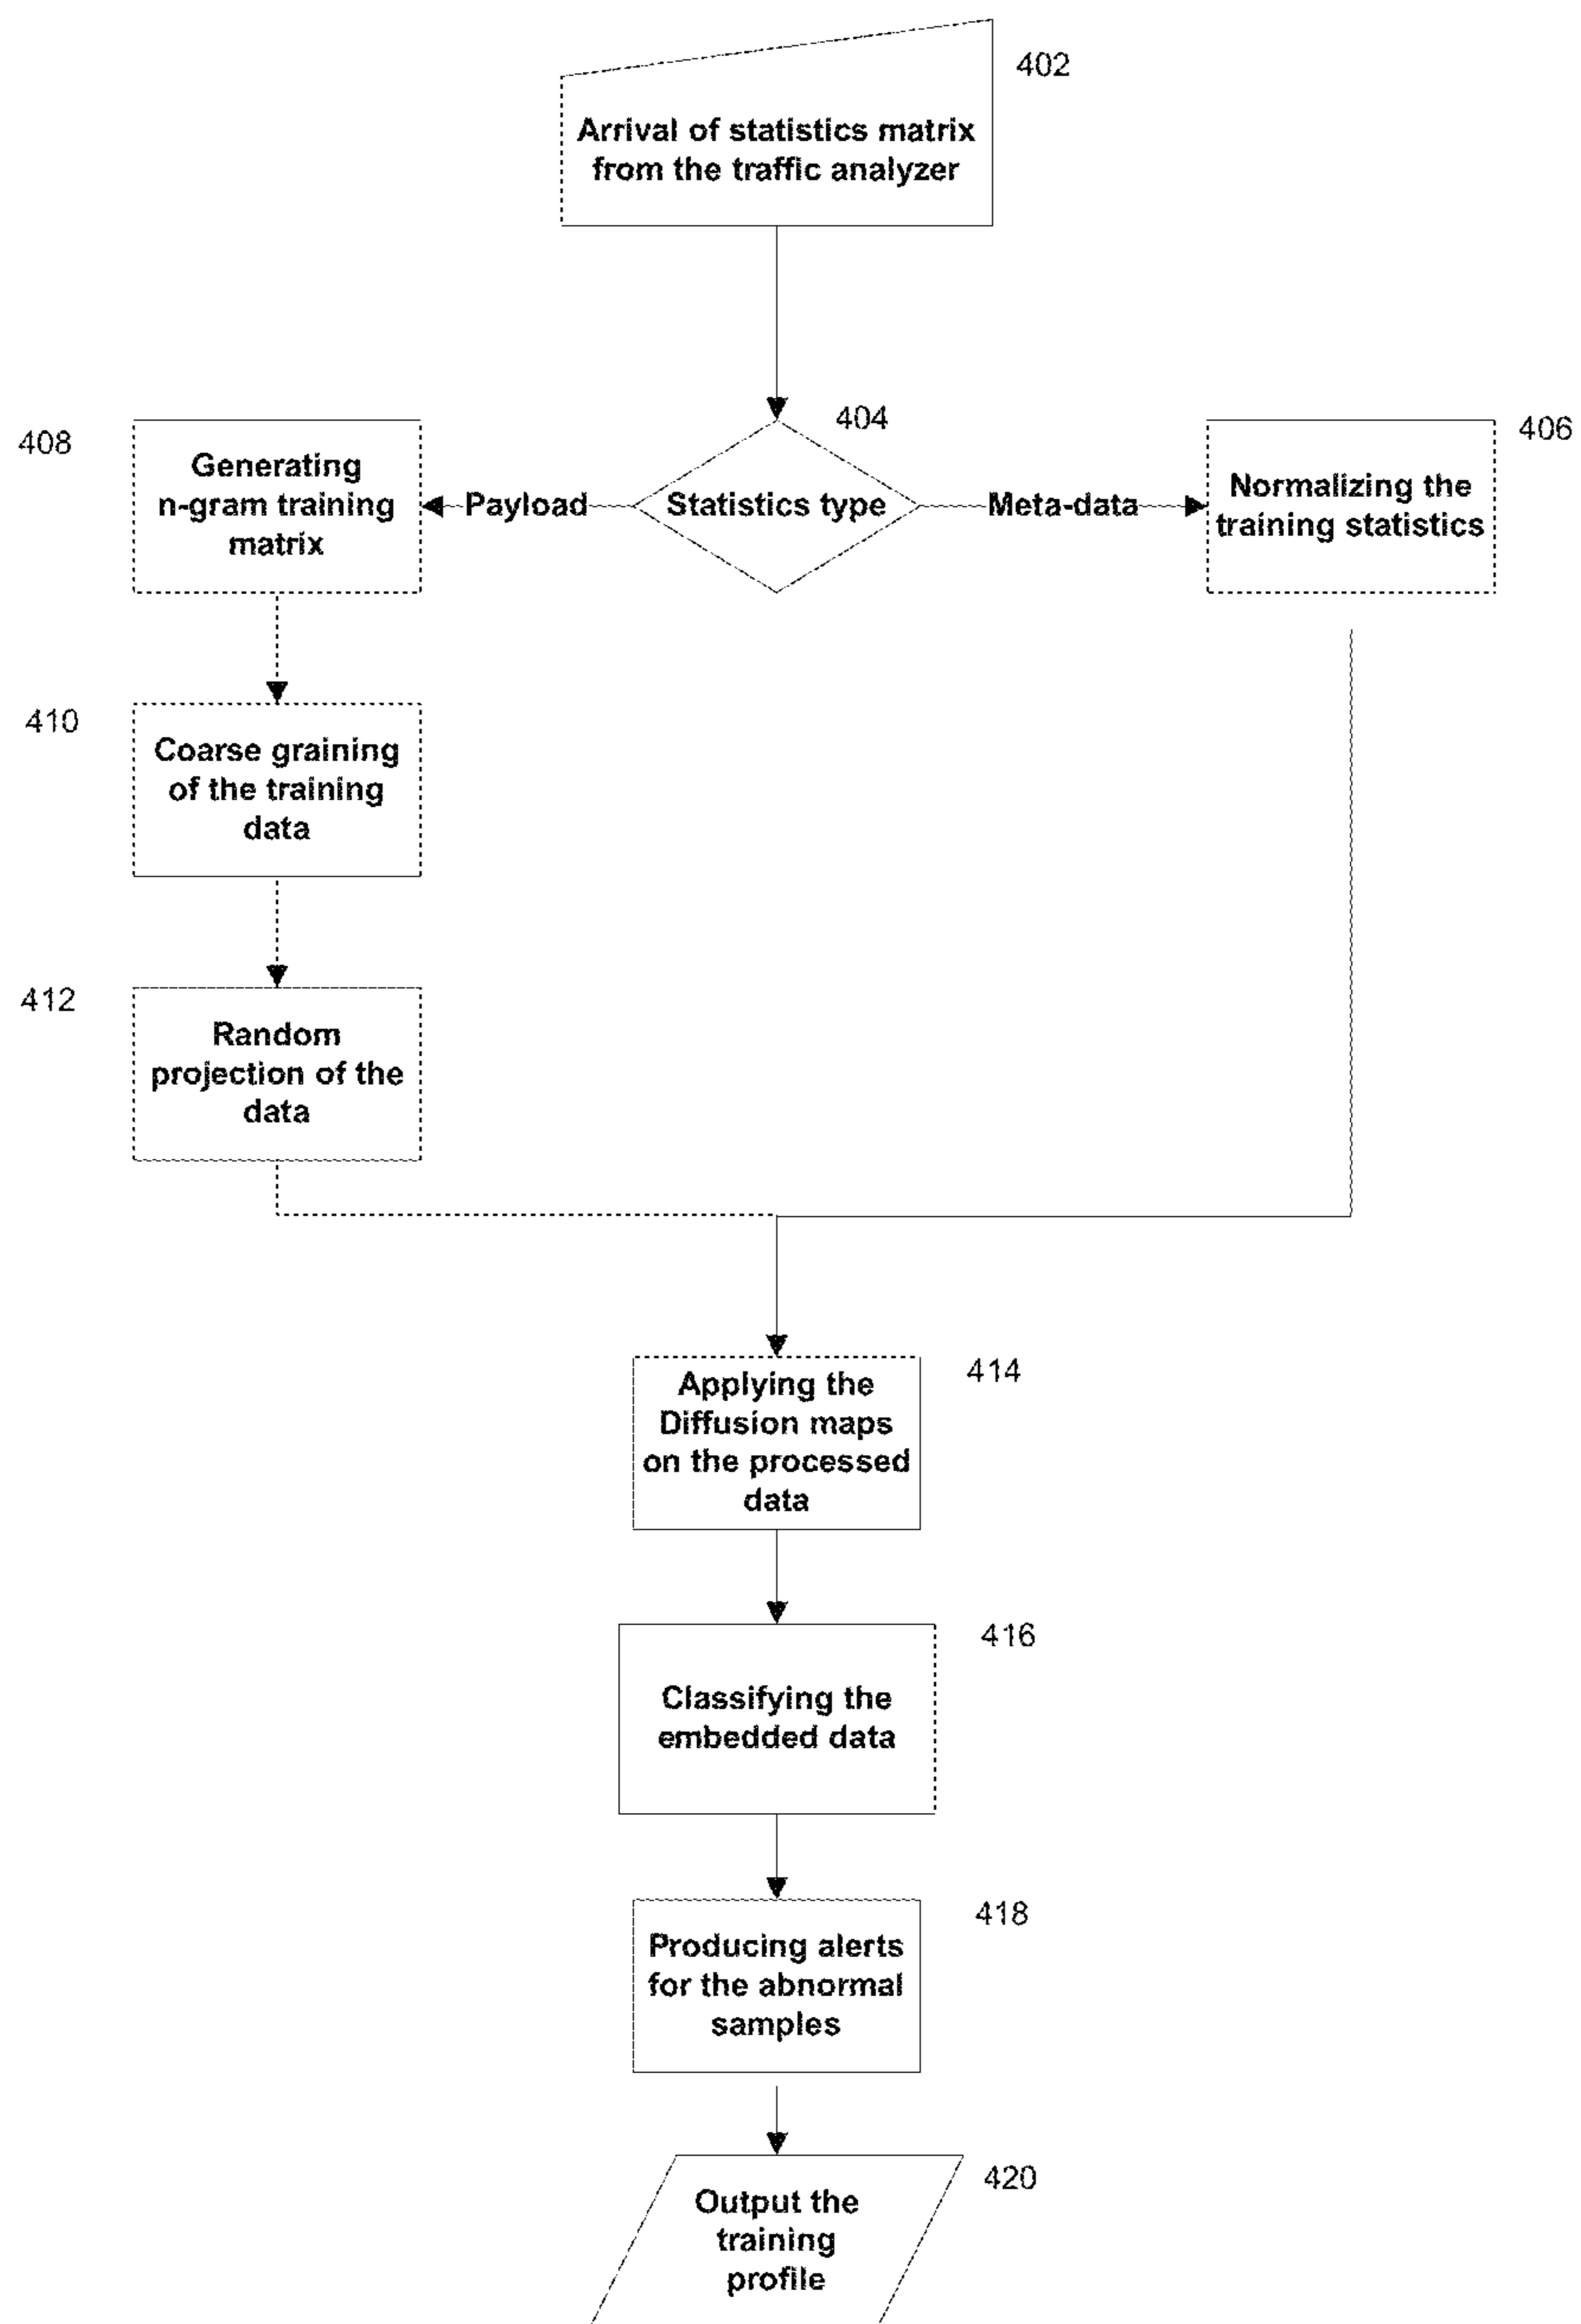 402
Arrival of statistics matrix
from the traffic analyzer
404
Statistics type
Payload
Meta-data
408
Generating
n-gram training
matrix
406
Normalizing the
training statistics
410
Coarse graining
of the training
data
412
Random
projection of the
data
414
Applying the
Diffusion maps
on the processed
data
416
Classifying the
embedded data
418
Producing alerts
for the abnormal
samples
420
Output the
training
profile